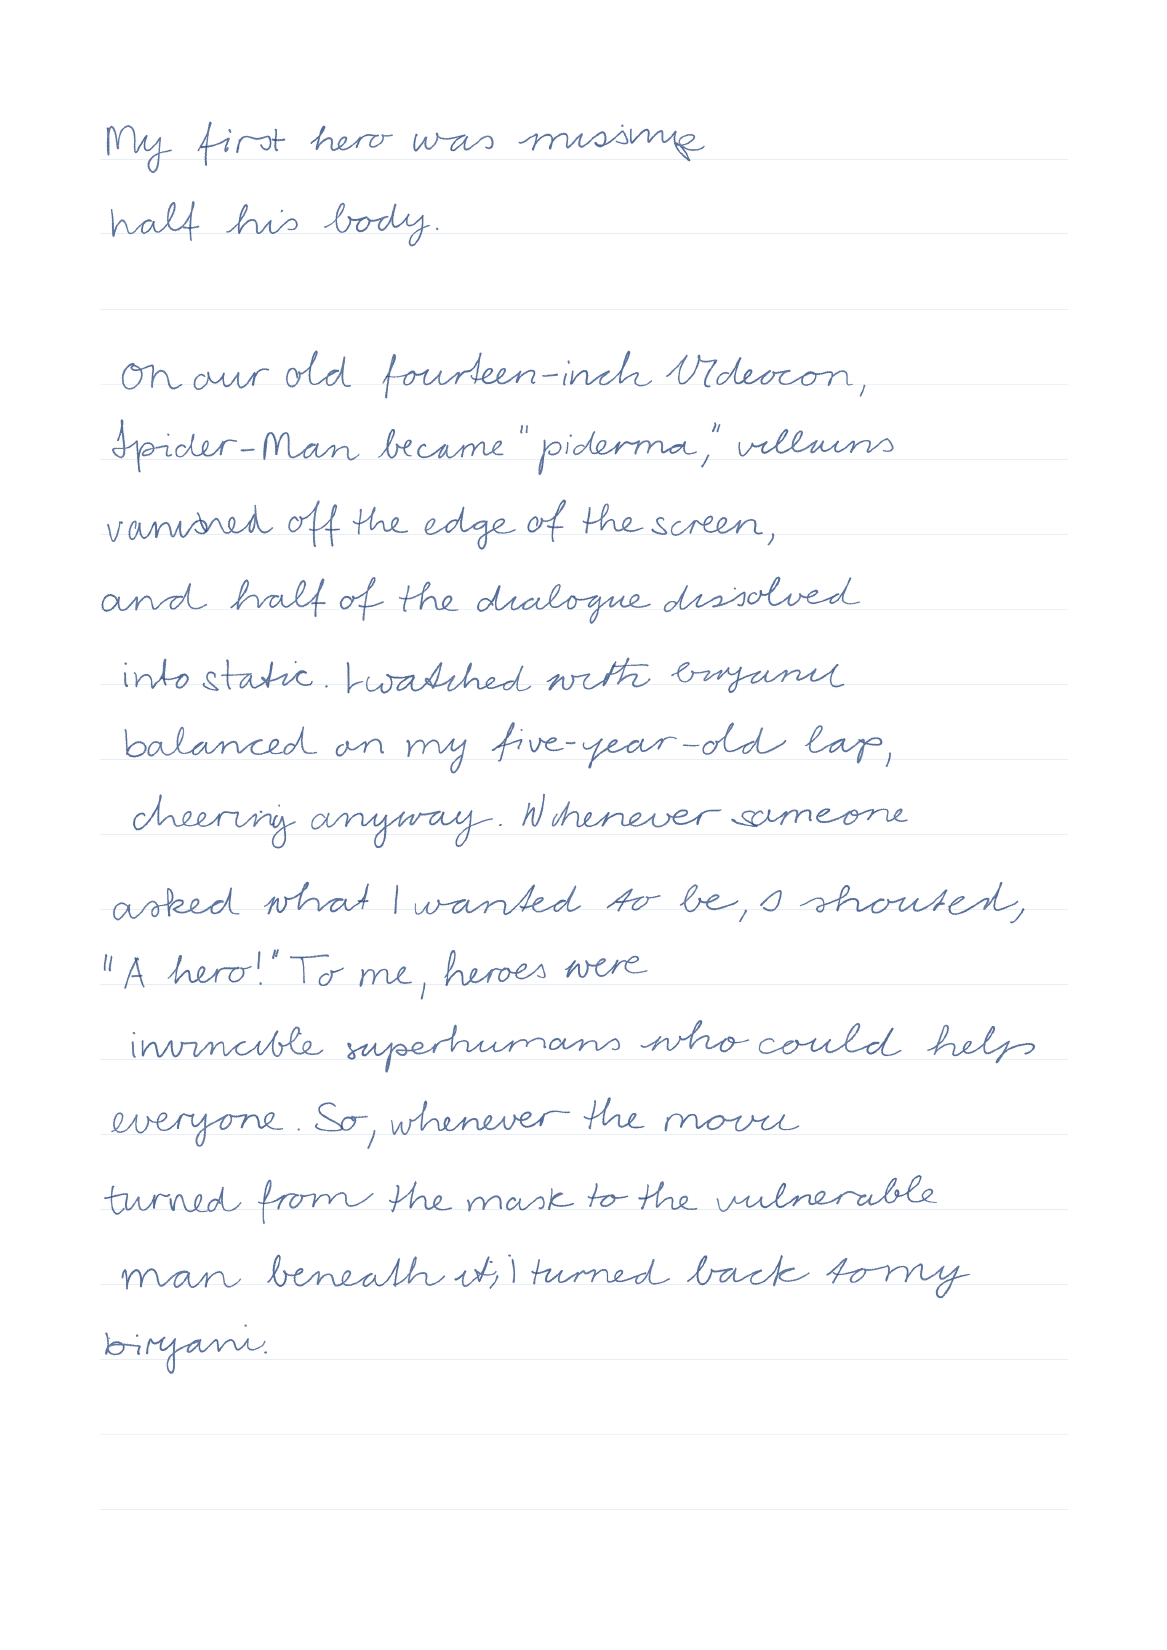 My first hero was missing
half his body.
On our old fourteen-inch Videocon,
Spider-Man became "piderma," villains
vanished off the edge of the screen,
and half of the dialogue dissolved
into static. I watched with biryani
balanced on my five-year-old lap,
cheering anyway. Whenever someone
asked what I wanted to be, I shouted,
"A hero!" To me, heroes were
invincible superhumans who could help
everyone. So, whenever the movie
turned from the mask to the vulnerable
man beneath it, I turned back to my
biryani.